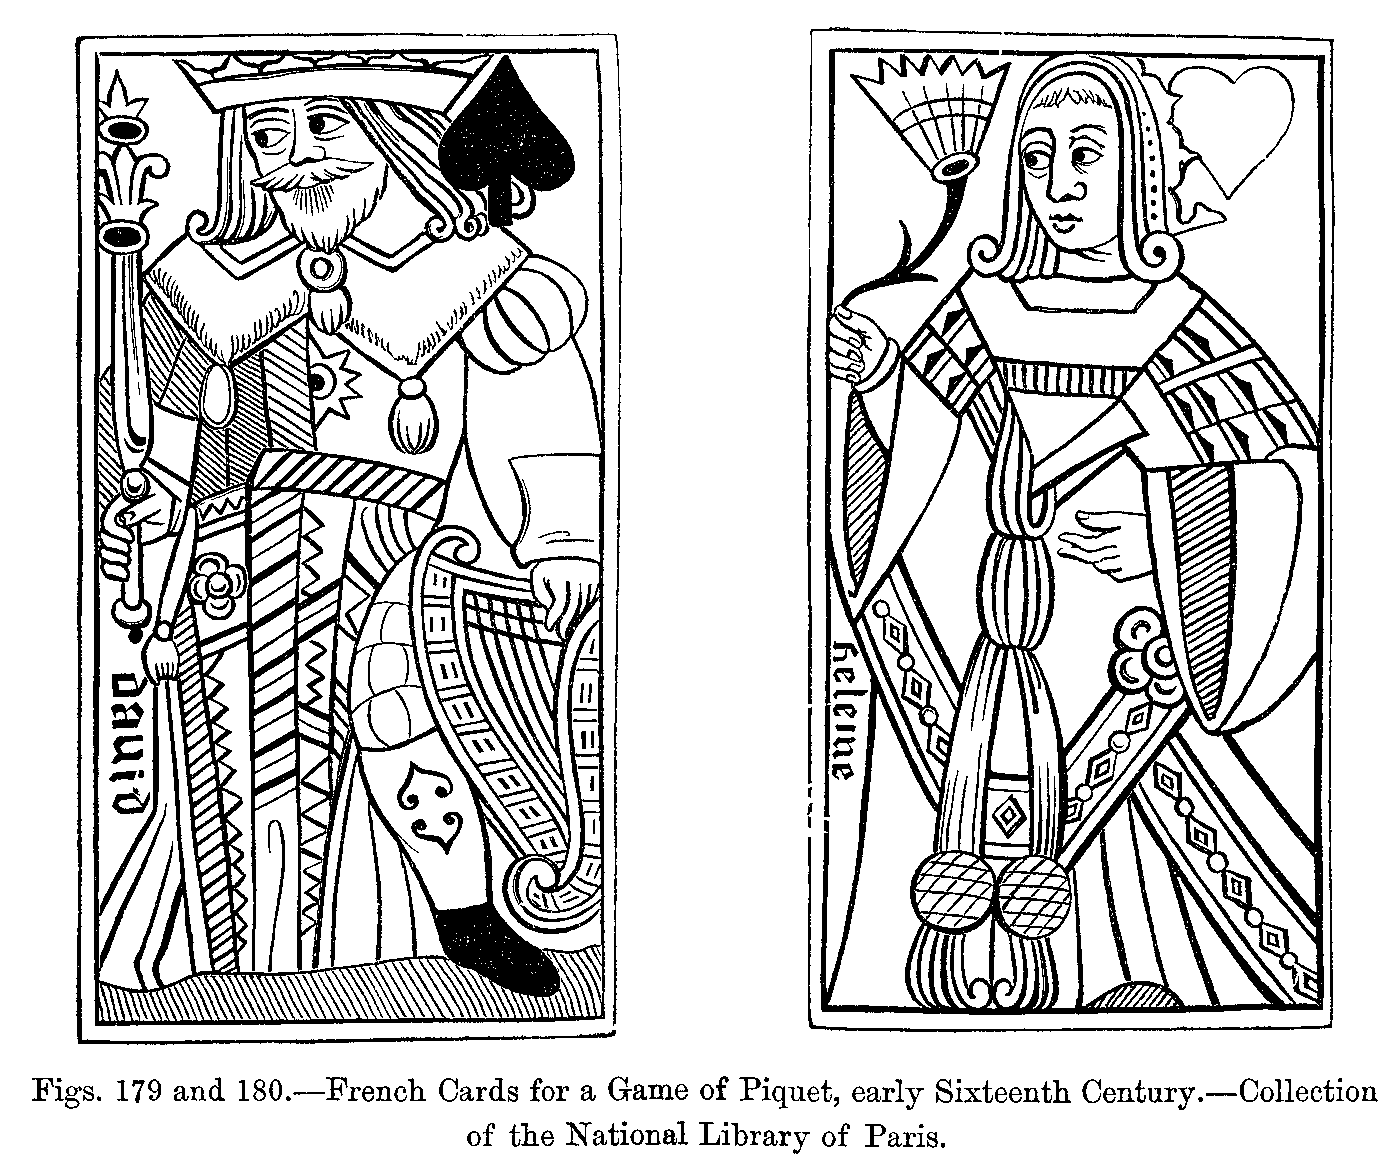 dauid
helenne
Figs. 179 and 180.—French Cards for a Game of Piquet, early Sixteenth Century.—Collection
of the National Library of Paris.